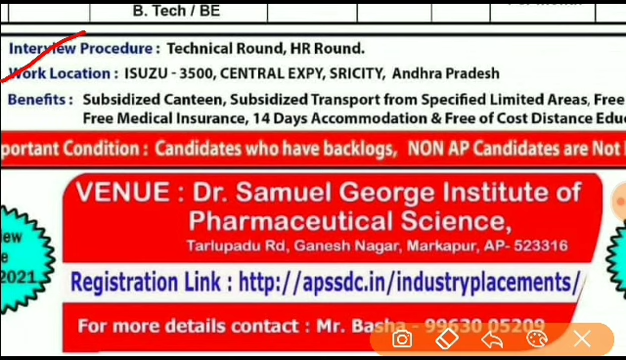 B. Tech / BE
Interview Procedure : Technical Round, HR Round.
Work Location : ISUZU - 3500, CENTRAL EXPY, SRICITY, Andhra Pradesh
Benefits : Subsidized Canteen, Subsidized Transport from Specified Limited Areas, Free
Free Medical Insurance, 14 Days Accommodation & Free of Cost Distance Edu
portant Condition : Candidates who have backlogs, NON AP Candidates are Not
VENUE : Dr. Samuel George Institute of
Pharmaceutical Science,
Tarlupadu Rd, Ganesh Nagar, Markapur, AP- 523316
ew
e
2021
Registration Link : http://apssdc.in/industryplacements/
For more details contact : Mr. Basha - 99630 05209